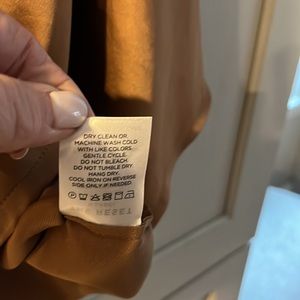 DRY CLEAN OR
MACHINE WASH COLD
WITH LIKE COLORS.
GENTLE CYCLE.
DO NOT BLEACH.
DO NOT TUMBLE DRY.
HANG DRY.
COOL IRON ON REVERSE
SIDE ONLY IF NEEDED.
RESET